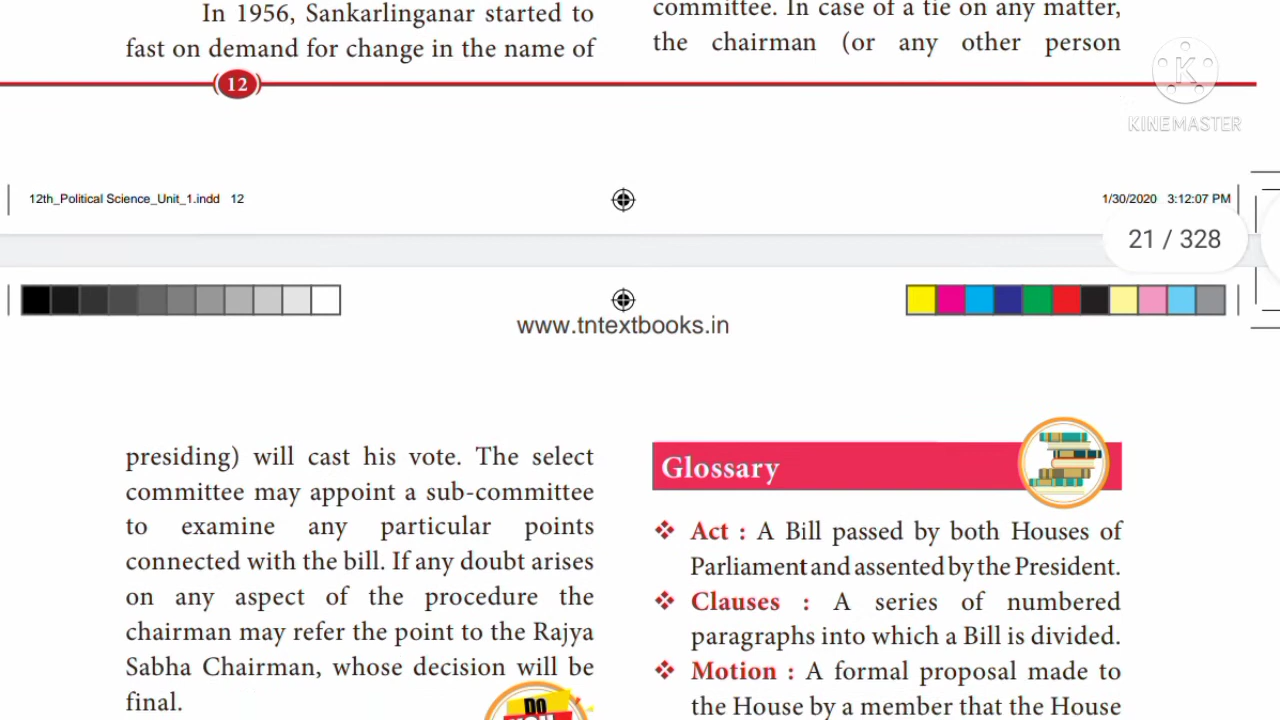 In 1956, Sankarlinganar started to
fast on demand for change in the name of
committee. In case of a tie on any matter,
the chairman (or any other person
12
K
KINEMASTER
12th_Political Science_Unit_1.indd 12
1/30/2020 3:12:07 PM
21 / 328
www.tntextbooks.in
presiding) will cast his vote. The select
committee may appoint a sub-committee
to examine any particular points
connected with the bill. If any doubt arises
on any aspect of the procedure the
chairman may refer the point to the Rajya
Sabha Chairman, whose decision will be
final.
DO
Glossary
❖ Act : A Bill passed by both Houses of
Parliament and assented by the President.
❖ Clauses : A series of numbered
paragraphs into which a Bill is divided.
❖ Motion : A formal proposal made to
the House by a member that the House